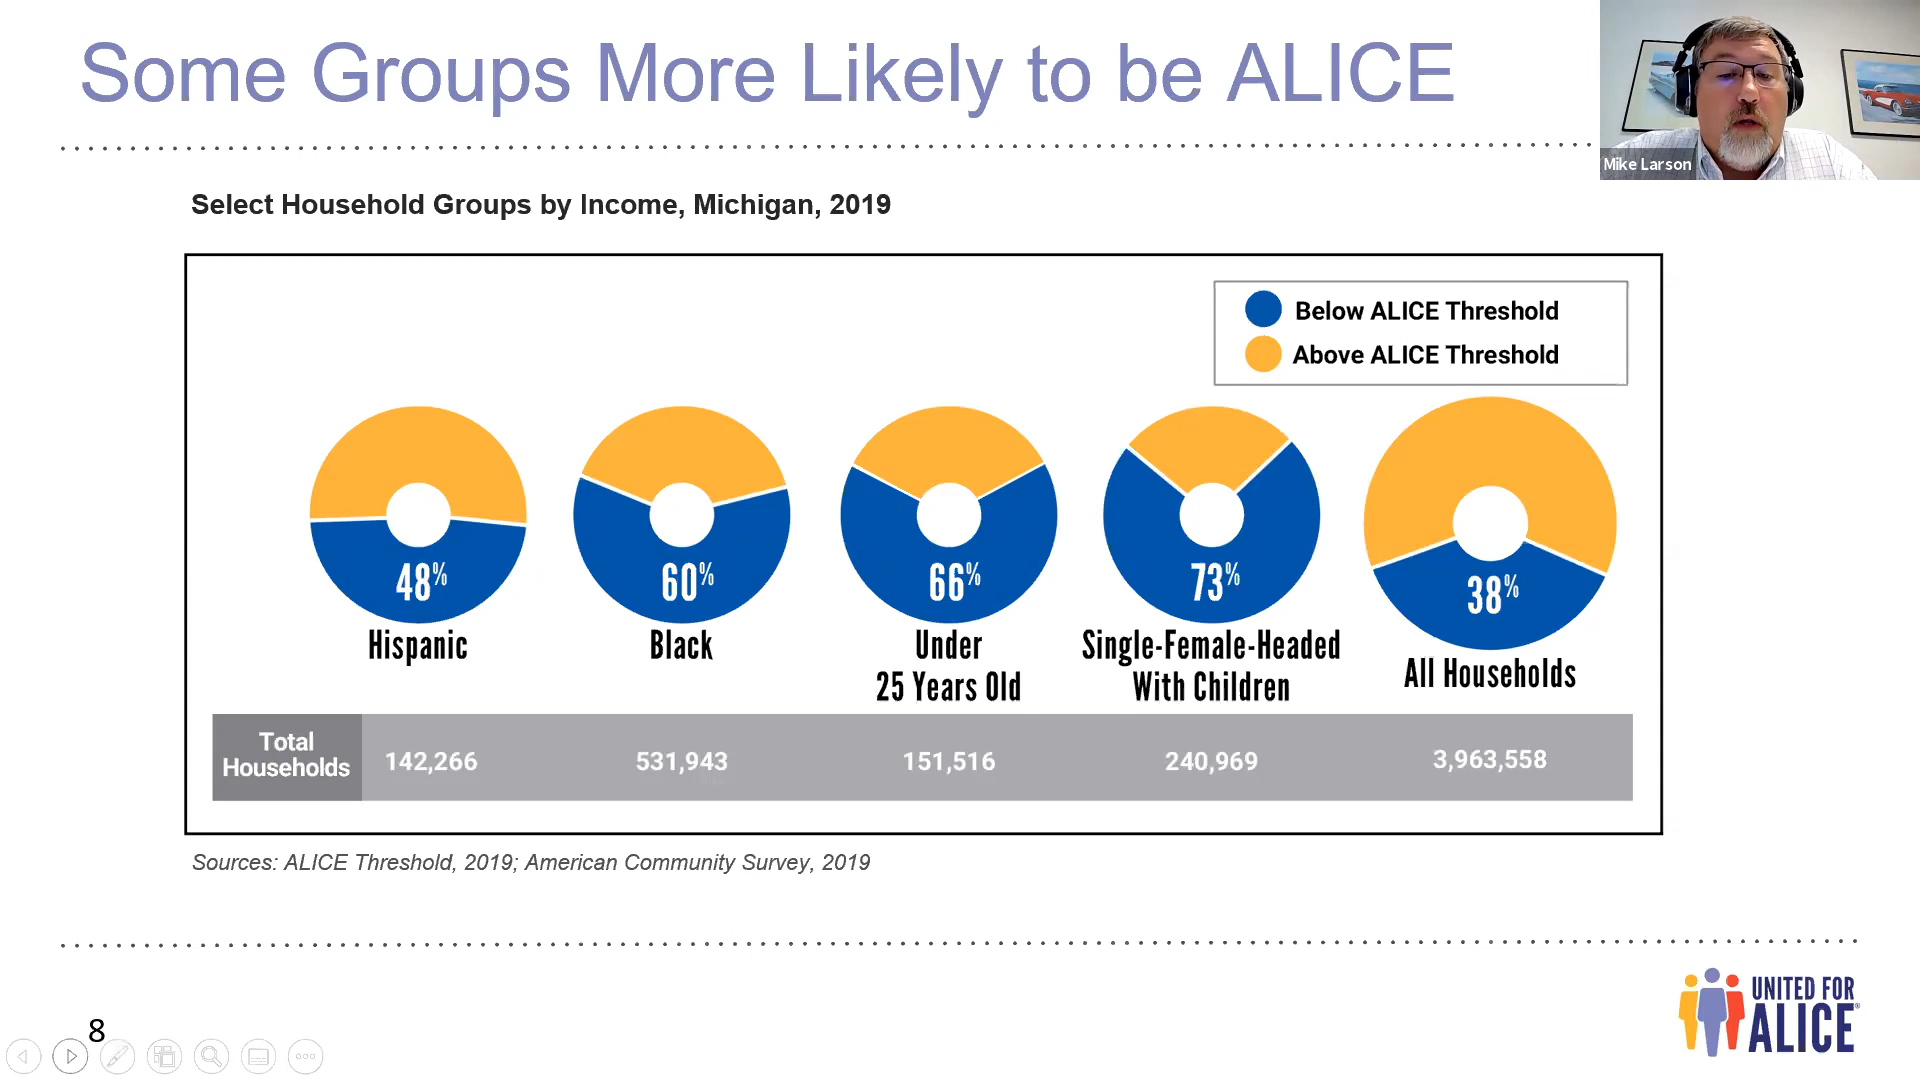 Some Groups More Likely to be ALICE
Mike Larson
Select Household Groups by Income, Michigan, 2019
Below ALICE Threshold
Above ALICE Threshold
48%
60%
66%
73%
38%
Hispanic
Black
Under
25 Years Old
Single-Female-Headed
With Children
All Households
Total
Households
142,266
531,943
151,516
240,969
3,963,558
Sources: ALICE Threshold, 2019; American Community Survey, 2019
8
UNITED FOR
ALICE®